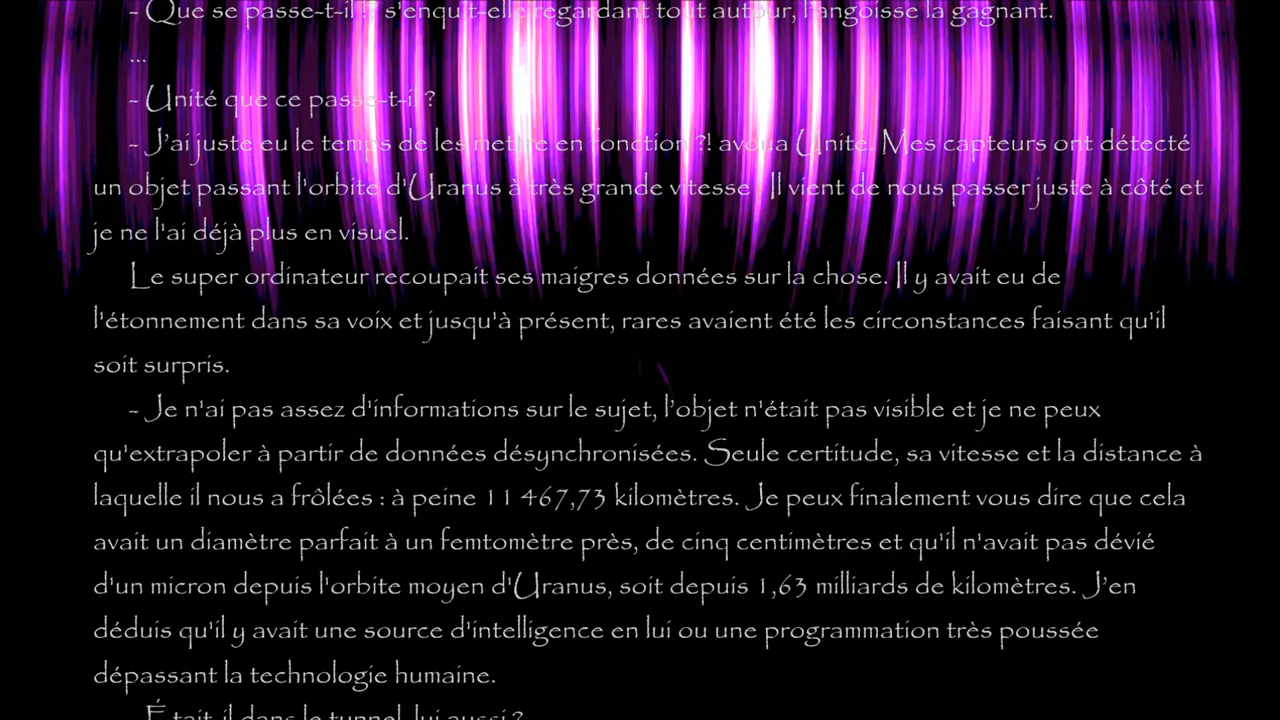 - Que se passe-t-il !? s'enquit-elle regardant tout autour, l'angoisse la gagnant.
...
- Unité que ce passe-t-il ?
- J'ai juste eu le temps de les mettre en fonction ?! avoua Unité. Mes capteurs ont détecté
un objet passant l'orbite d'Uranus à très grande vitesse ! Il vient de nous passer juste à côté et
je ne l'ai déjà plus en visuel.
Le super ordinateur recoupait ses maigres données sur la chose. Il y avait eu de
l'étonnement dans sa voix et jusqu'à présent, rares avaient été les circonstances faisant qu'il
soit surpris.
- Je n'ai pas assez d'informations sur le sujet, l'objet n'était pas visible et je ne peux
qu'extrapoler à partir de données désynchronisées. Seule certitude, sa vitesse et la distance à
laquelle il nous a frôlées : à peine 11 467,73 kilomètres. Je peux finalement vous dire que cela
avait un diamètre parfait à un femtomètre près, de cinq centimètres et qu'il n'avait pas dévié
d'un micron depuis l'orbite moyen d'Uranus, soit depuis 1,63 milliards de kilomètres. J'en
déduis qu'il y avait une source d'intelligence en lui ou une programmation très poussée
dépassant la technologie humaine.
Était-il dans le tunnel, lui aussi ?